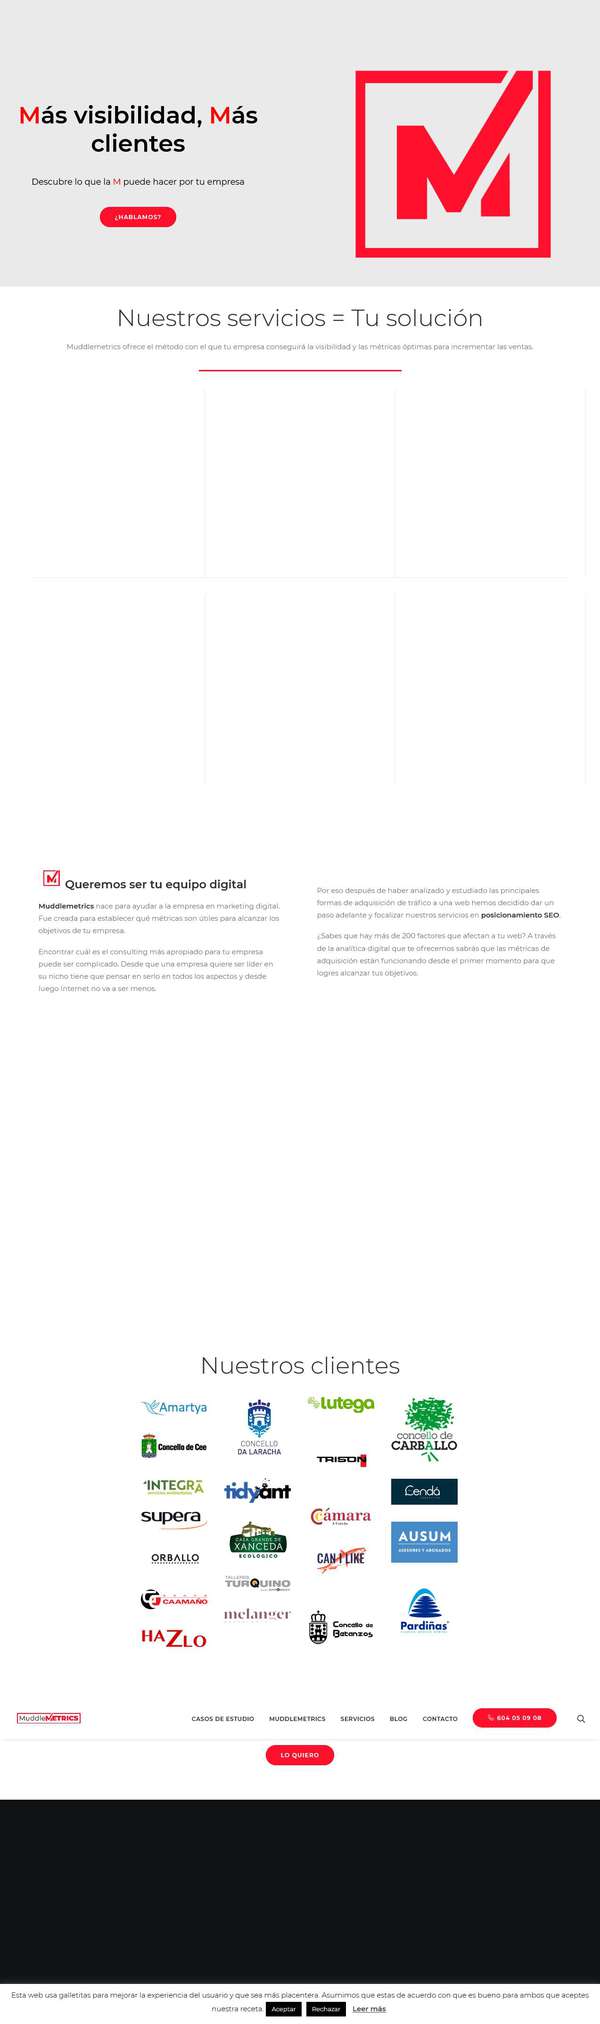 Más visibilidad, Más
clientes
Descubre lo que la M puede hacer por tu empresa
¿HABLAMOS?
Nuestros servicios = Tu solución
Muddlemetrics ofrece el método con el que tu empresa conseguirá la visibilidad y las métricas óptimas para incrementar las ventas.
Queremos ser tu equipo digital
Muddlemetrics nace para ayudar a la empresa en marketing digital.
Fue creada para establecer qué métricas son útiles para alcanzar los
objetivos de tu empresa.
Encontrar cuál es el consulting más apropiado para tu empresa
puede ser complicado. Desde que una empresa quiere ser líder en
su nicho tiene que pensar en serlo en todos los aspectos y desde
luego Internet no va a ser menos.
Por eso después de haber analizado y estudiado las principales
formas de adquisición de tráfico a una web hemos decidido dar un
paso adelante y focalizar nuestros servicios en posicionamiento SEO.
¿Sabes que hay más de 200 factores que afectan a tu web? A través
de la analítica digital que te ofrecemos sabrás que las métricas de
adquisición están funcionando desde el primer momento para que
logres alcanzar tus objetivos.
Nuestros clientes
Amartya
Concello de Cee
INTEGRA
supera
ORBALLO
CAAMAÑO
HAZLO
CONCELLO
DA LARACHA
tidyant
CASA GRANDE DE
XANCEDA
ECOLOGICO
TALLERES
TURQUINO
melanger
lutega
TRISON
Cámara
CAN I LIKE
Concello de
Betanzos
concello de
CARBALLO
Cenda
AUSUM
ASESORES Y ABOGADOS
Pardiñas
MuddleMETRICS
CASOS DE ESTUDIO
MUDDLEMETRICS
SERVICIOS
BLOG
CONTACTO
604 05 09 08
LO QUIERO
Esta web usa galletitas para mejorar la experiencia del usuario y que sea más placentera. Asumimos que estas de acuerdo con que es bueno para ambos que aceptes
nuestra receta. Aceptar Rechazar Leer más